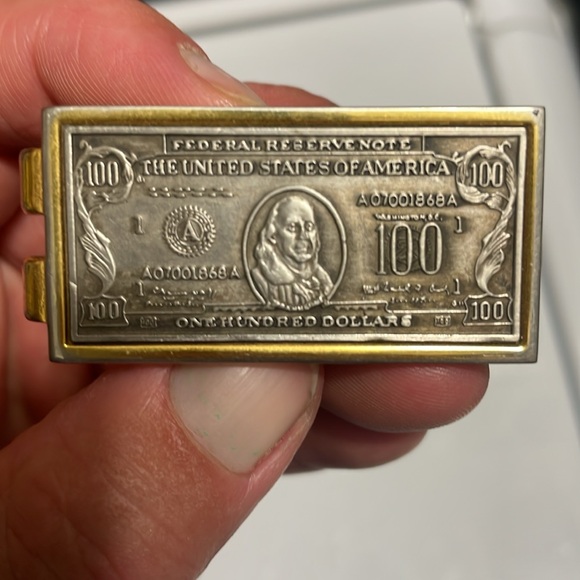 FEDERAL RESERVE NOTE
100 THE UNITED STATES OF AMERICA 100
A07001868A
WASHINGTON, D.C.
1 A 100 1
A07001868A
1 1
100 ONE HUNDRED DOLLARS 100